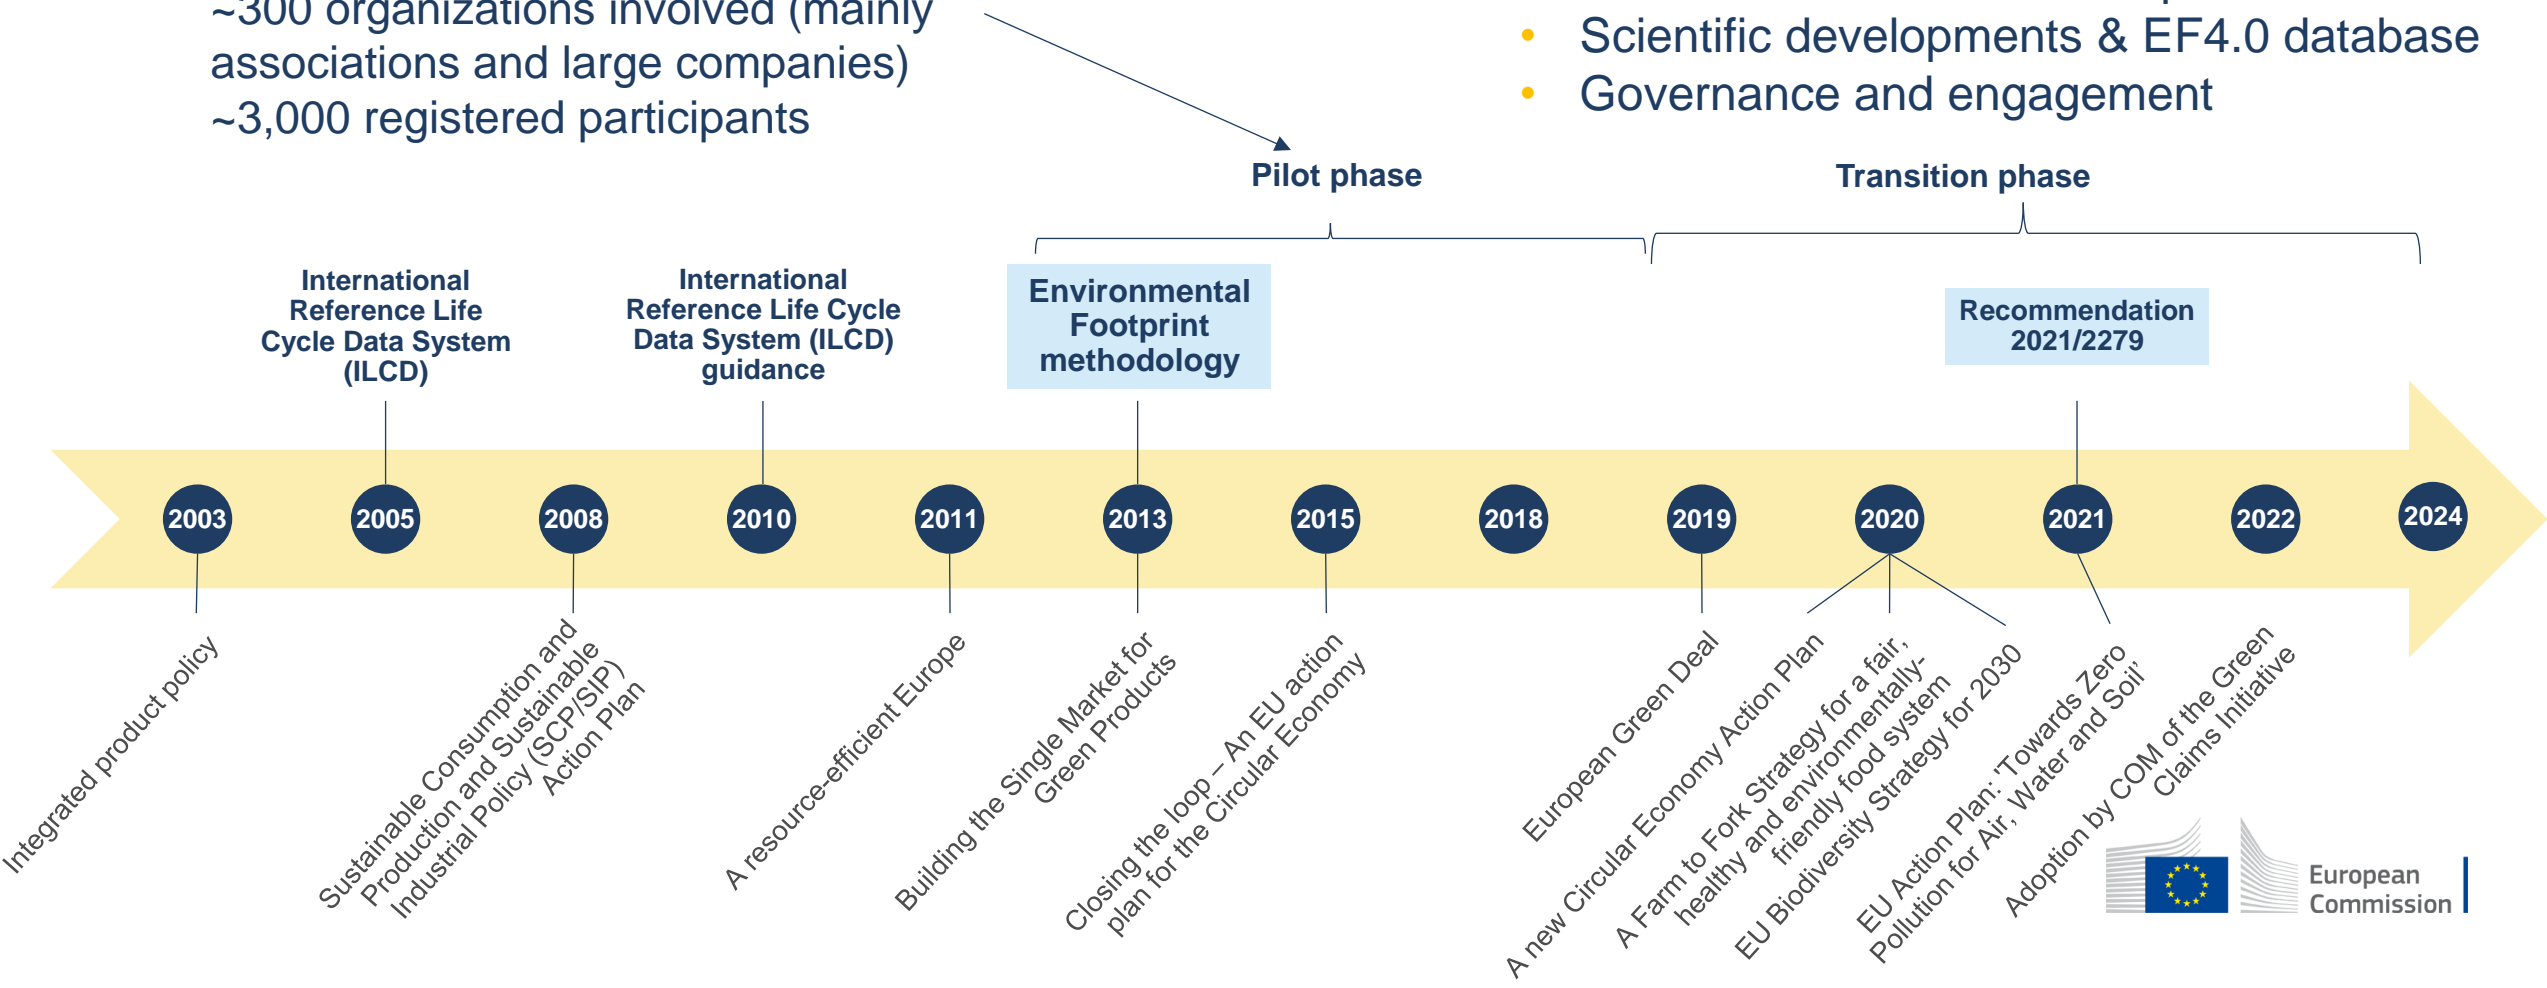 ~300 organizations involved (mainly
associations and large companies)
~3,000 registered participants
• Scientific developments & EF4.0 database
• Governance and engagement
Pilot phase
Transition phase
International
Reference Life
Cycle Data System
(ILCD)
International
Reference Life Cycle
Data System (ILCD)
guidance
Environmental
Footprint
methodology
Recommendation
2021/2279
2003
2005
2008
2010
2011
2013
2015
2018
2019
2020
2021
2022
2024
Integrated product policy
Sustainable Consumption and
Production and Sustainable
Industrial Policy (SCP/SIP)
Action Plan
A resource-efficient Europe
Building the Single Market for
Green Products
Closing the loop – An EU action
plan for the Circular Economy
European Green Deal
A new Circular Economy Action Plan
A Farm to Fork Strategy for a fair,
healthy and environmentally-
friendly food system
EU Biodiversity Strategy for 2030
EU Action Plan: 'Towards Zero
Pollution for Air, Water and Soil’
Adoption by COM of the Green
Claims Initiative
European
Commission